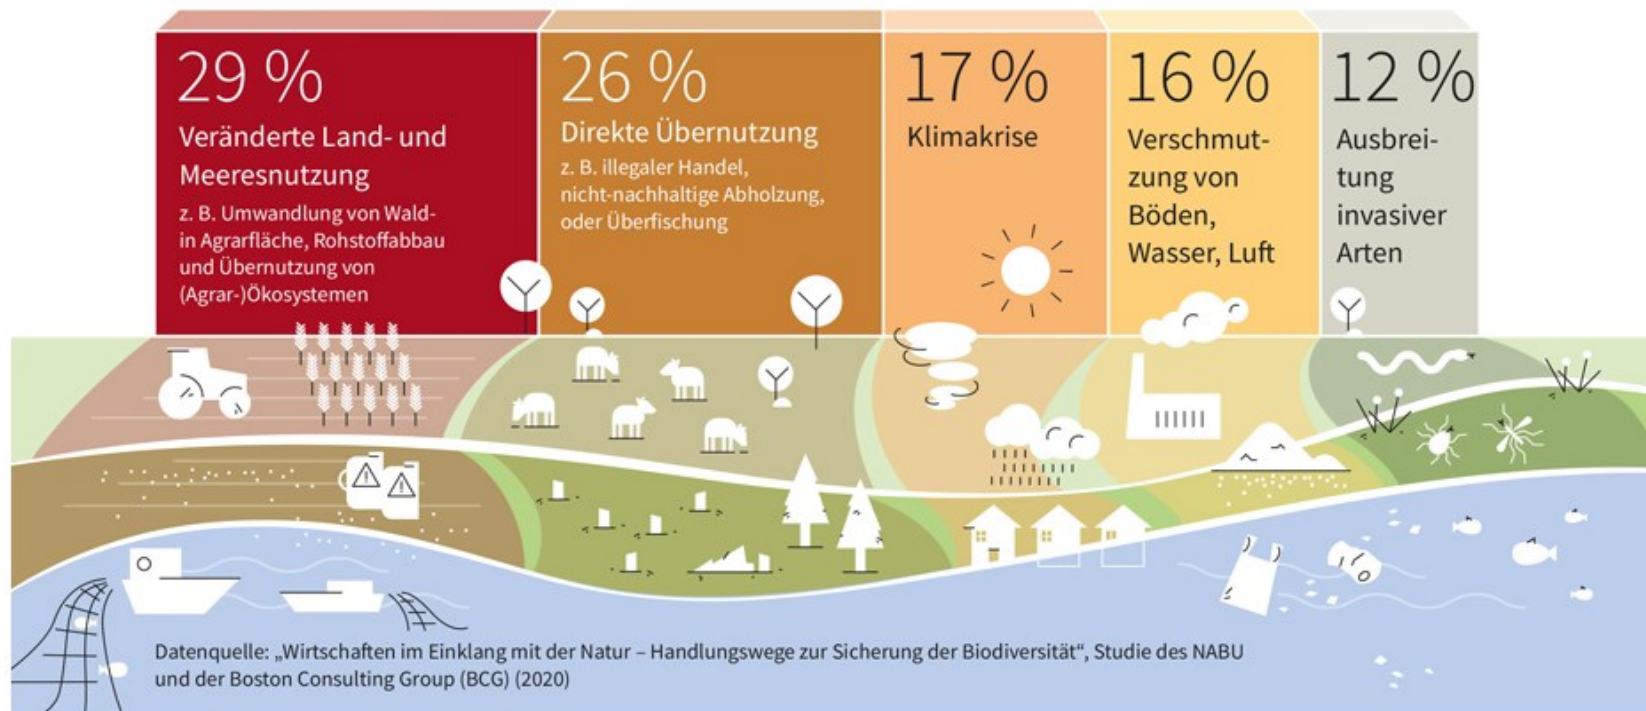 29 %
Veränderte Land- und
Meeresnutzung
z. B. Umwandlung von Wald-
in Agrarfläche, Rohstoffabbau
und Übernutzung von
(Agrar-)Ökosystemen
26 %
Direkte Übernutzung
z. B. illegaler Handel,
nicht-nachhaltige Abholzung,
oder Überfischung
17 %
Klimakrise
16 %
Verschmut-
zung von
Böden,
Wasser, Luft
12 %
Ausbrei-
tung
invasiver
Arten
Datenquelle: „Wirtschaften im Einklang mit der Natur – Handlungswege zur Sicherung der Biodiversität“, Studie des NABU
und der Boston Consulting Group (BCG) (2020)